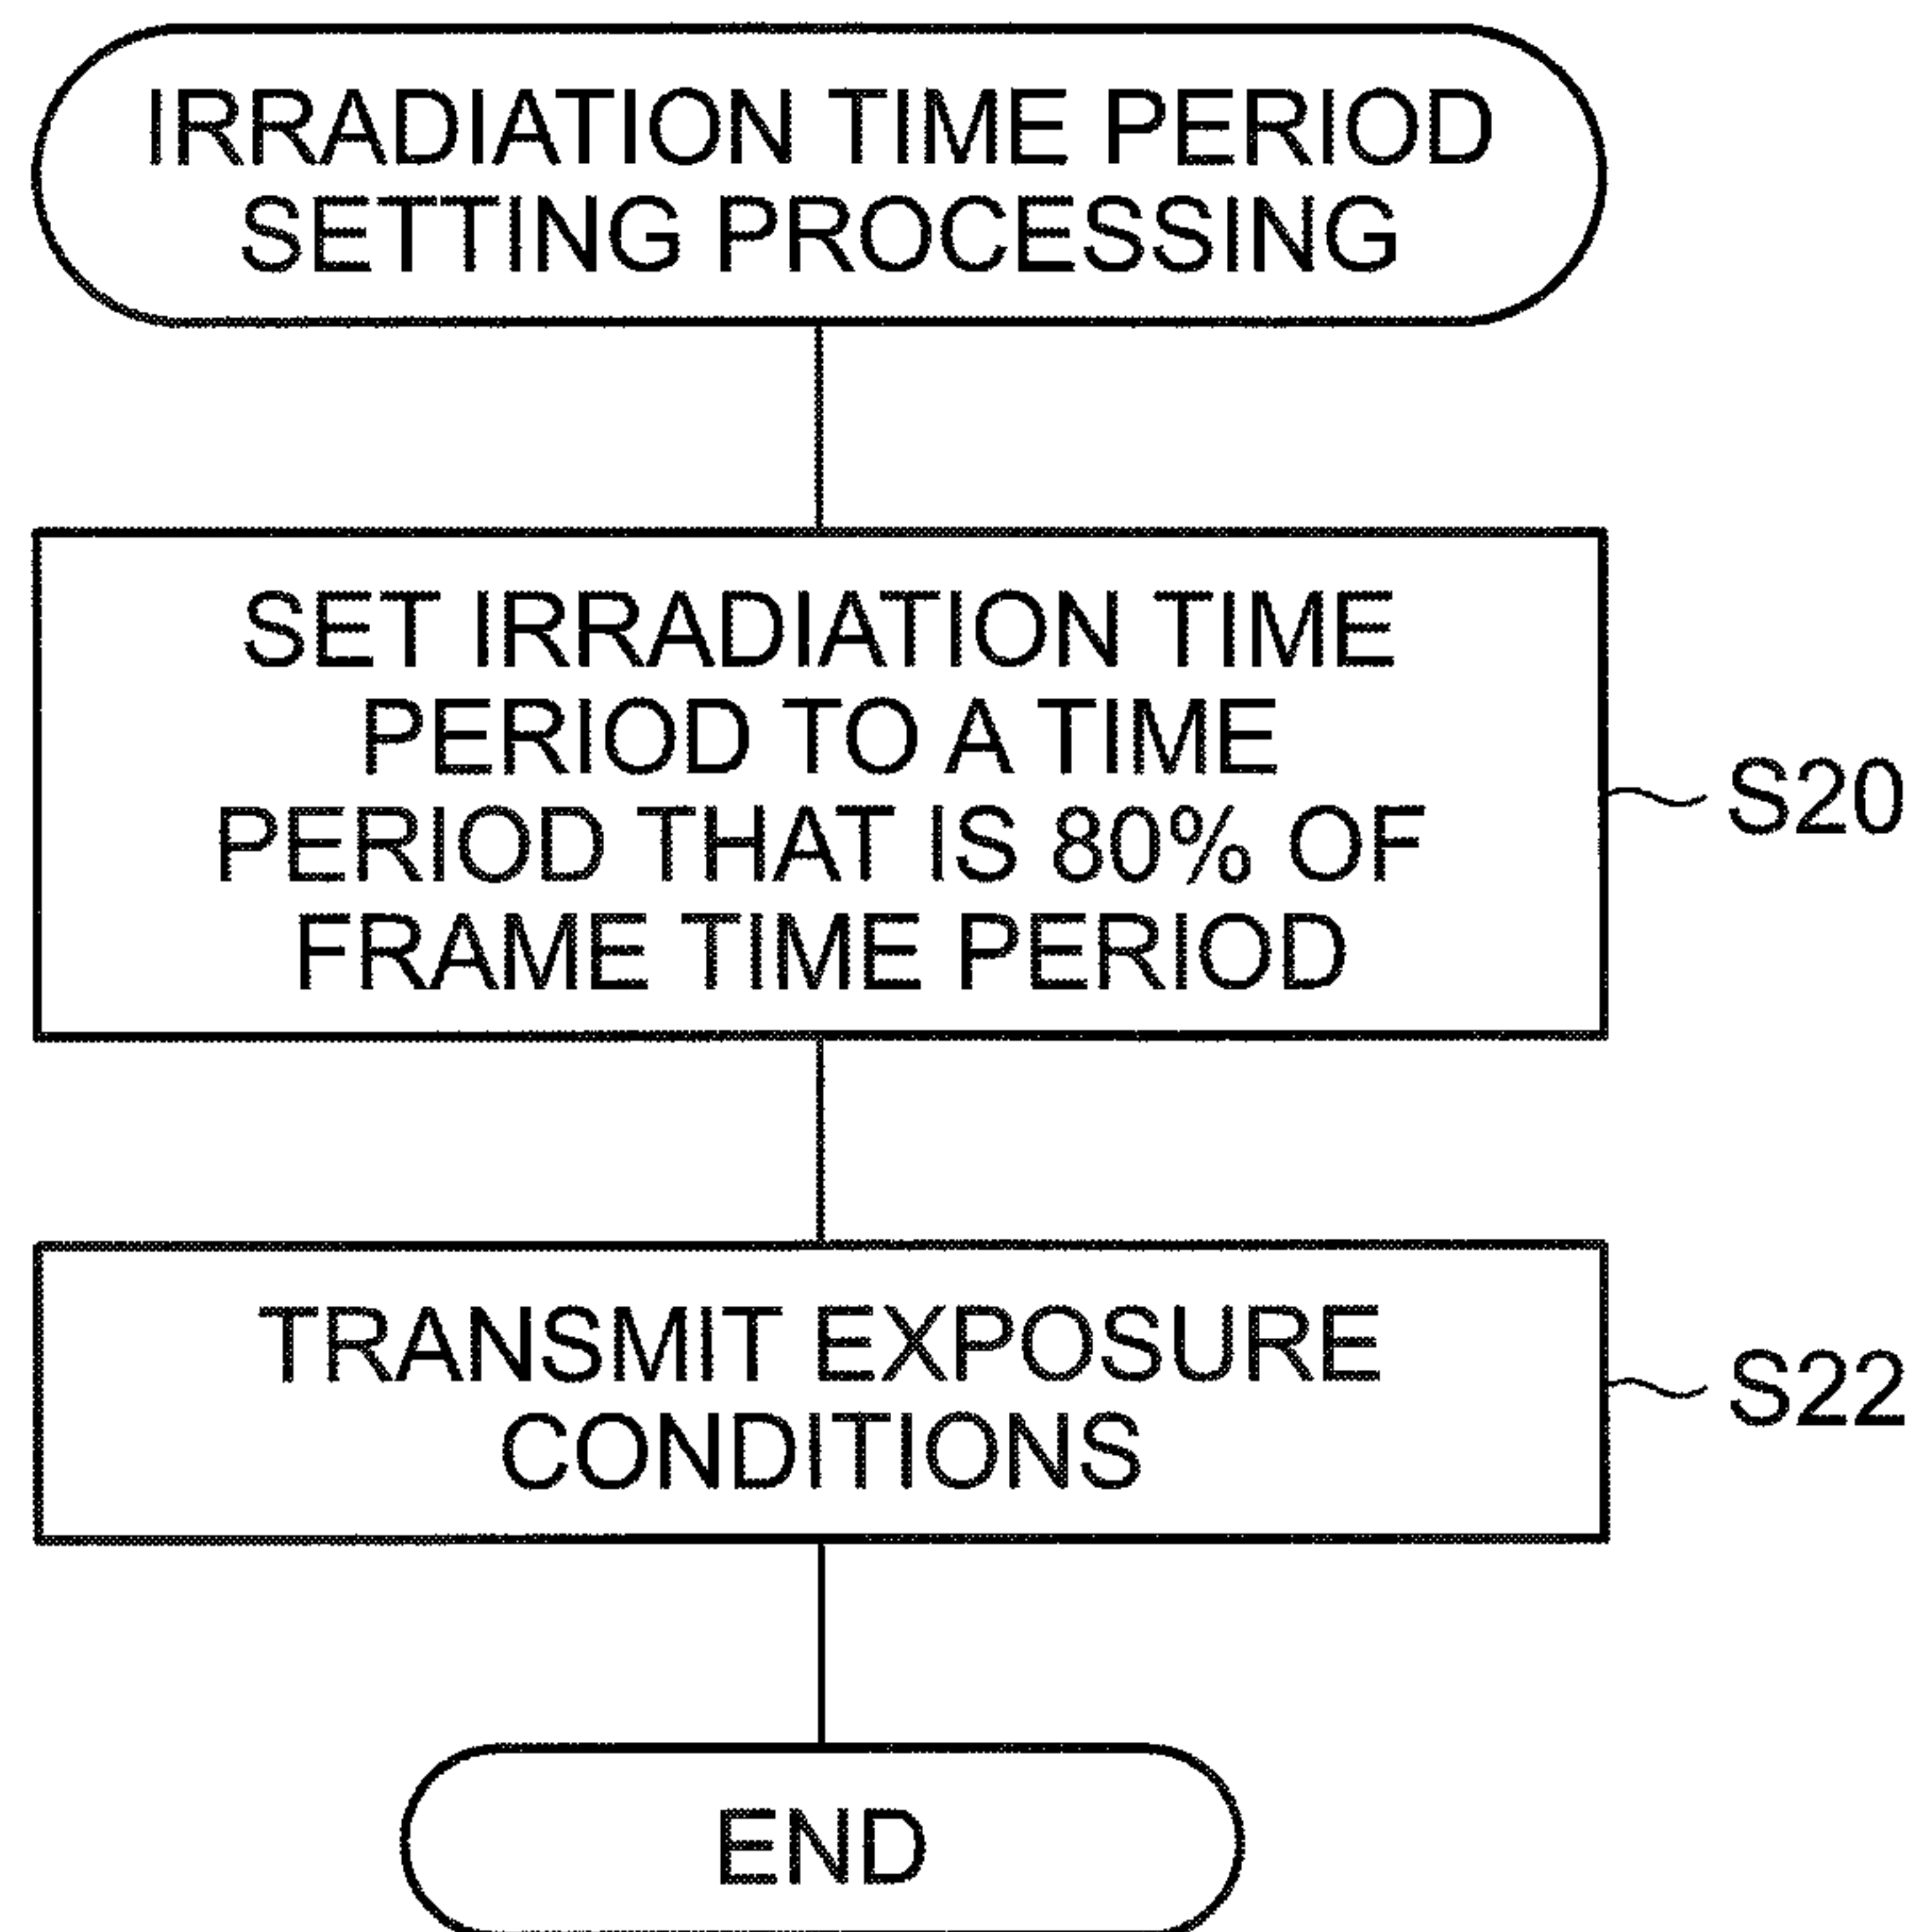 IRRADIATION TIME PERIOD
SETTING PROCESSING
SET IRRADIATION TIME
PERIOD TO A TIME
PERIOD THAT IS 80% OF
FRAME TIME PERIOD
S20
TRANSMIT EXPOSURE
CONDITIONS
S22
END